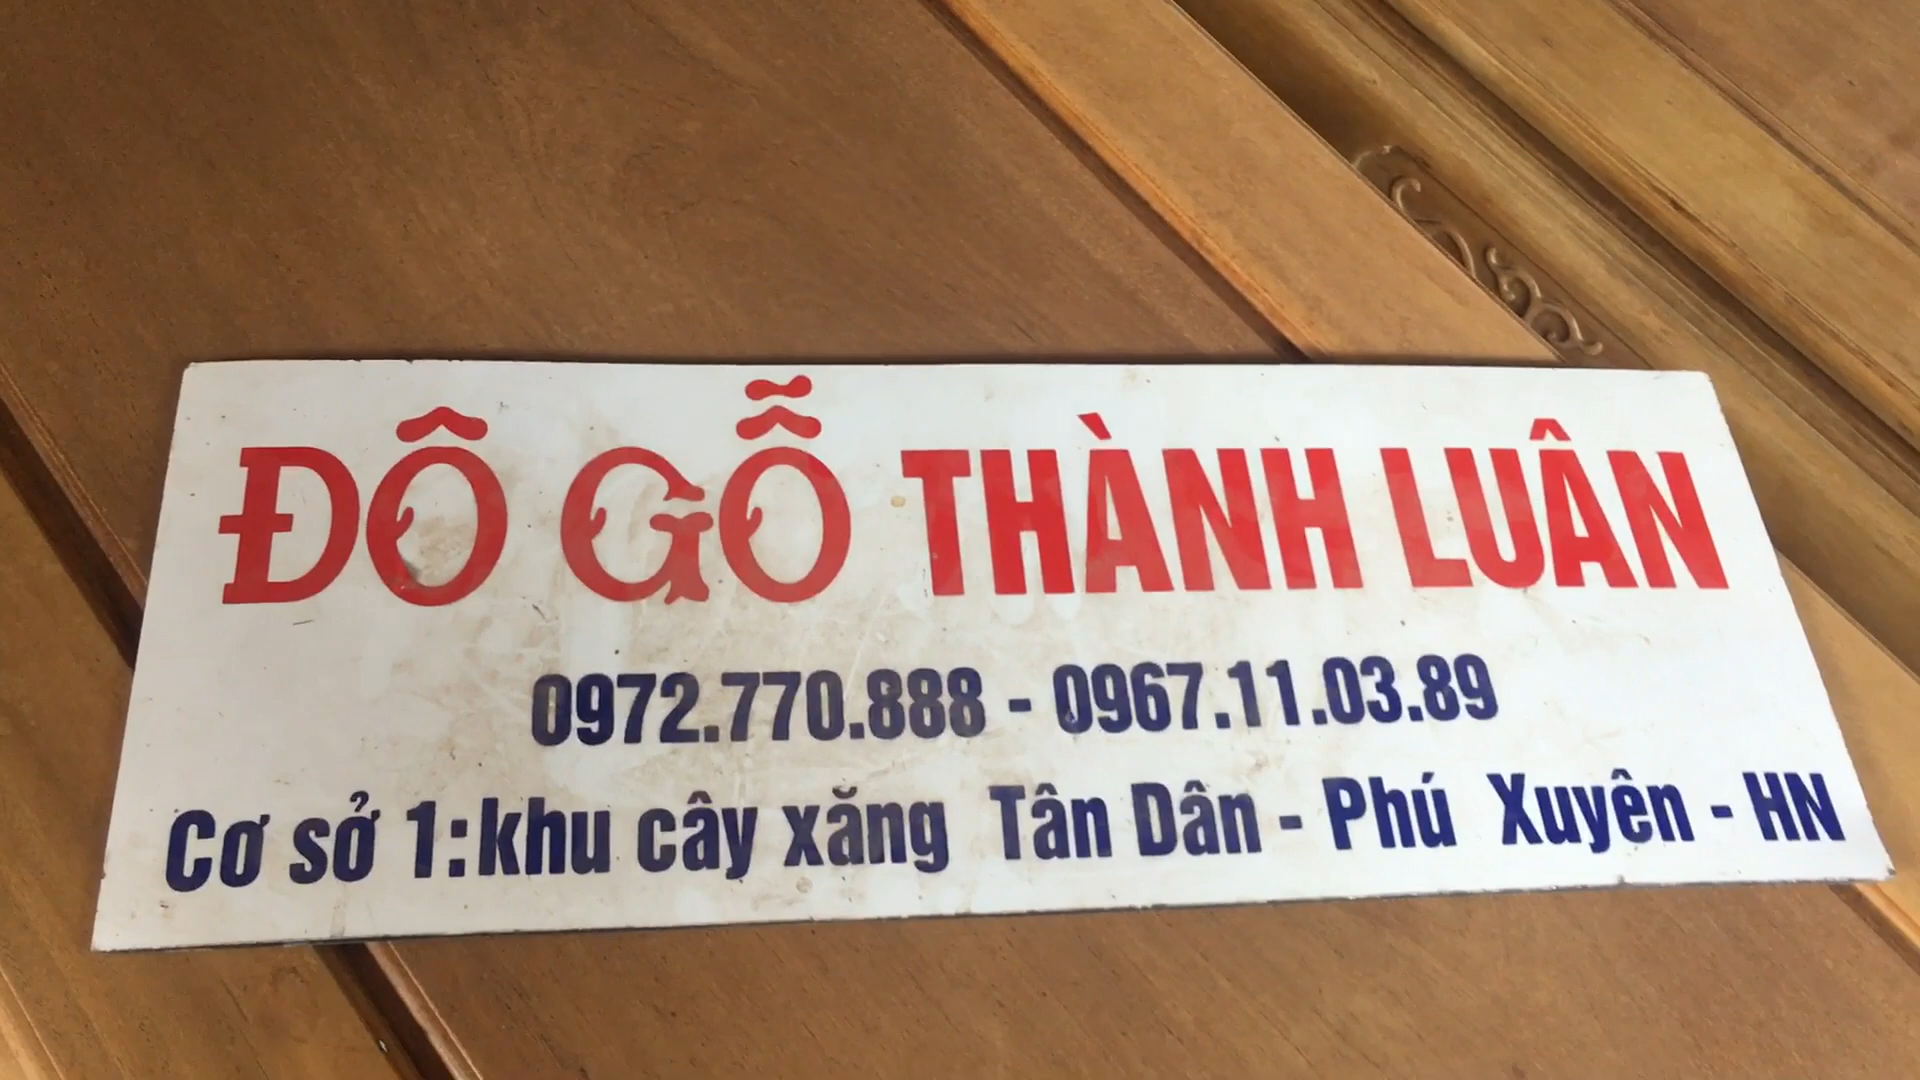 ĐÔ GỖ THÀNH LUÂN
0972.770.888 - 0967.11.03.89
Cơ sở 1: khu cây xăng Tân Dân - Phú Xuyên - HN